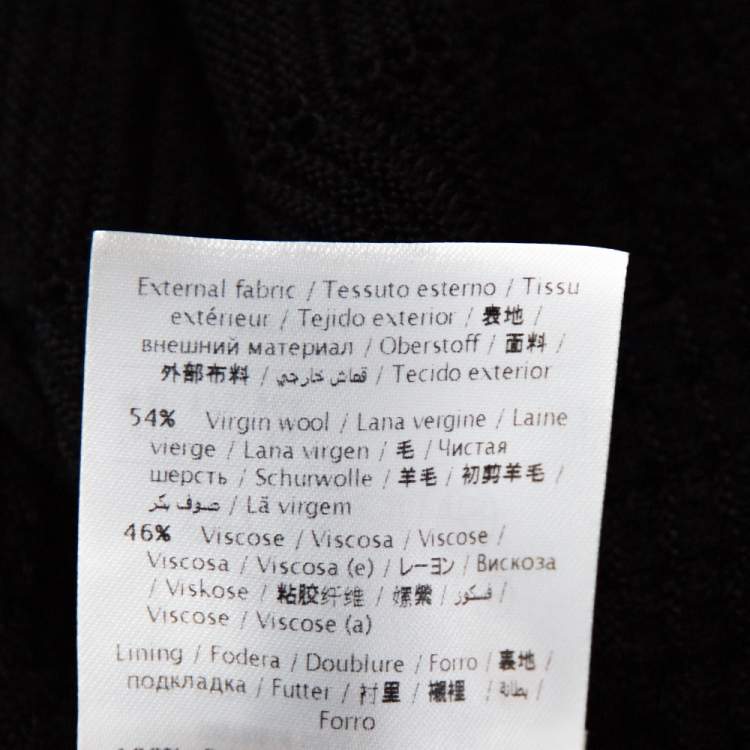 External fabric / Tessuto esterno / Tissu
extérieur / Tejido exterior / 表地 /
внешний материал / Oberstoff / 面料 /
外部布料 / قماش خارجي / Tecido exterior
54% Virgin wool / Lana vergine / Laine
vierge / Lana virgen / 毛 / Чистая
шерсть / Schurwolle / 羊毛 / 初剪羊毛 /
صوف بكر / Lã virgem
46% Viscose / Viscosa / Viscose /
Viscosa / Viscosa (e) / レーヨン / Вискоза
/ Viskose / 粘胶纤维 / 嫘縈 / فسكوز /
Viscose / Viscose (a)
Lining / Fodera / Doublure / Forro / 裏地 /
подкладка / Futter / 衬里 / 襯裡 / بطانة /
Forro